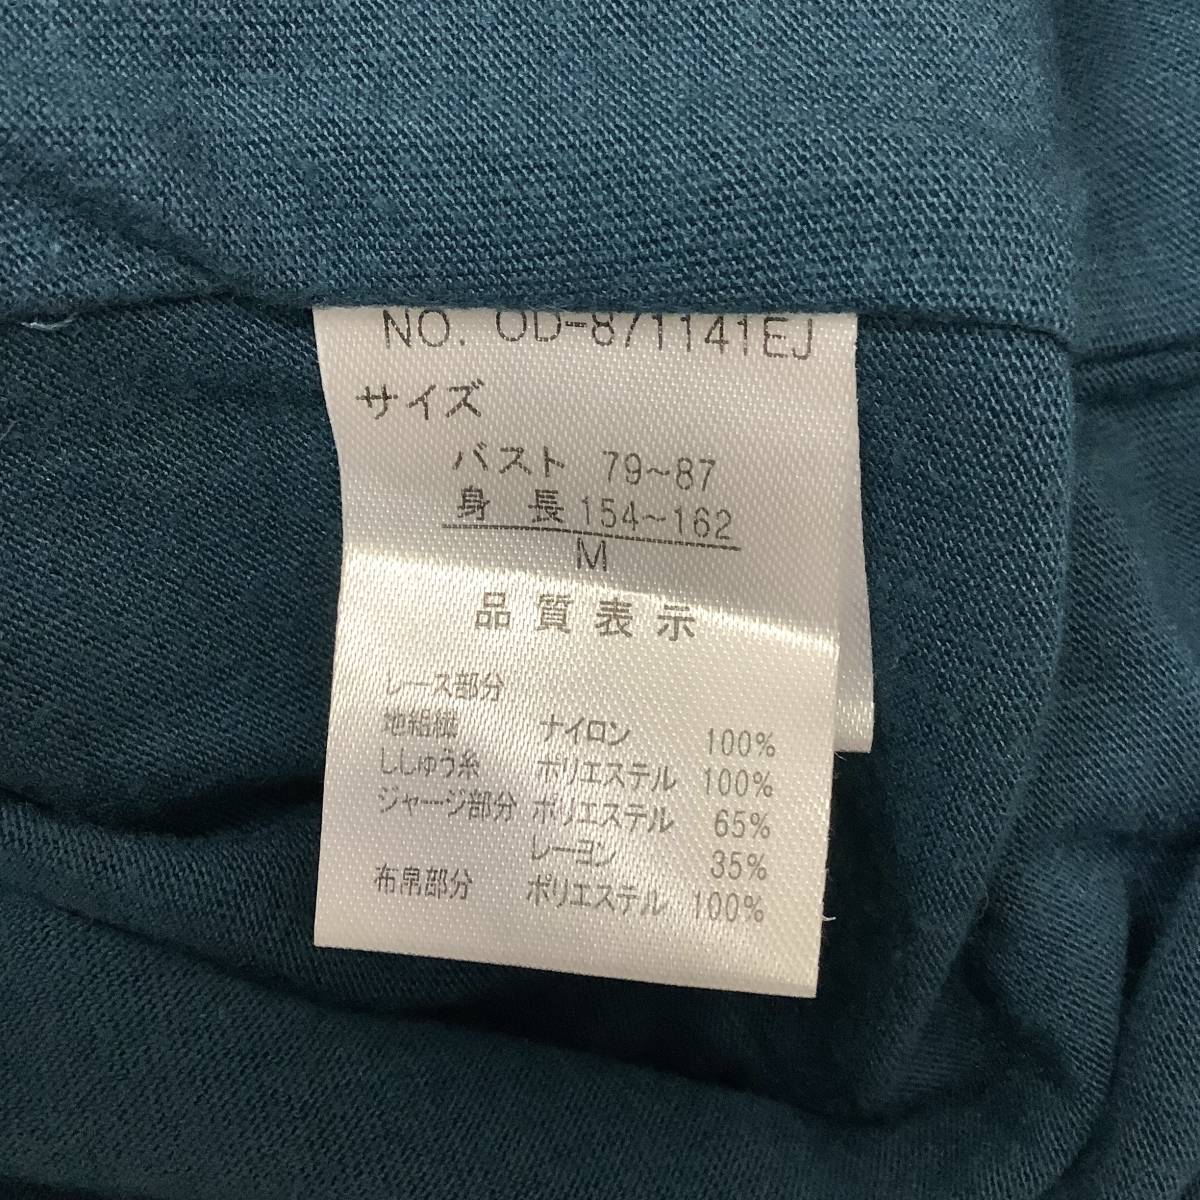 NO. OD-871141EJ
サイズ
バスト 79~87
身長 154~162
M
品質表示
レース部分
地組織 ナイロン 100%
ししゅう糸 ポリエステル 100%
ジャージ部分 ポリエステル 65%
レーヨン 35%
布帛部分 ポリエステル 100%